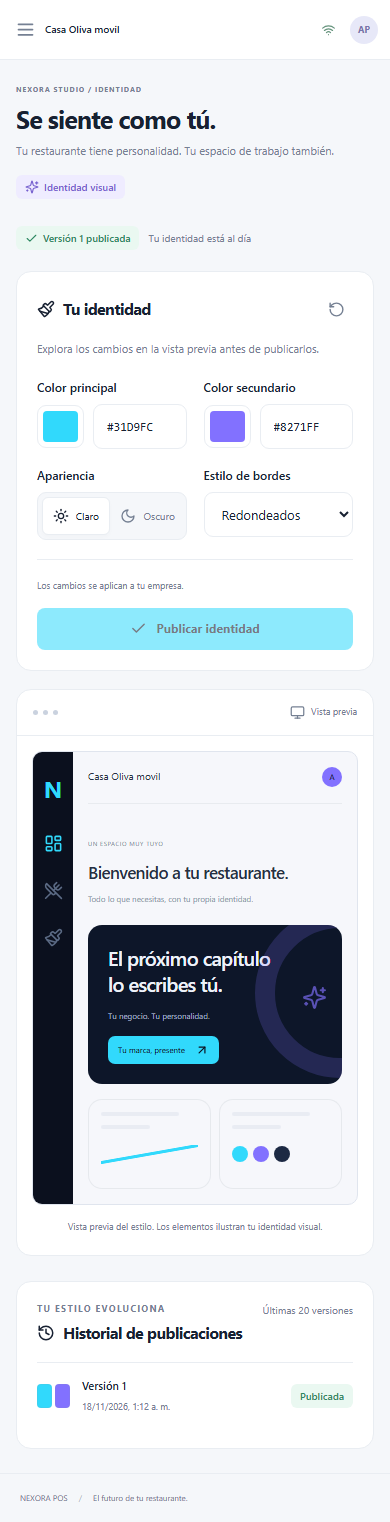 Casa Oliva movil
AP
NEXORA STUDIO / IDENTIDAD
Se siente como tú.
Tu restaurante tiene personalidad. Tu espacio de trabajo también.
Identidad visual
Versión 1 publicada
Tu identidad está al día
Tu identidad
Explora los cambios en la vista previa antes de publicarlos.
Color principal
Color secundario
#31D9FC
#8271FF
Apariencia
Estilo de bordes
Claro
Oscuro
Redondeados
Los cambios se aplican a tu empresa.
Publicar identidad
Vista previa
N
Casa Oliva movil
A
UN ESPACIO MUY TUYO
Bienvenido a tu restaurante.
Todo lo que necesitas, con tu propia identidad.
El próximo capítulo
lo escribes tú.
Tu negocio. Tu personalidad.
Tu marca, presente
Vista previa del estilo. Los elementos ilustran tu identidad visual.
TU ESTILO EVOLUCIONA
Últimas 20 versiones
Historial de publicaciones
Versión 1
18/11/2026, 1:12 a. m.
Publicada
NEXORA POS / El futuro de tu restaurante.